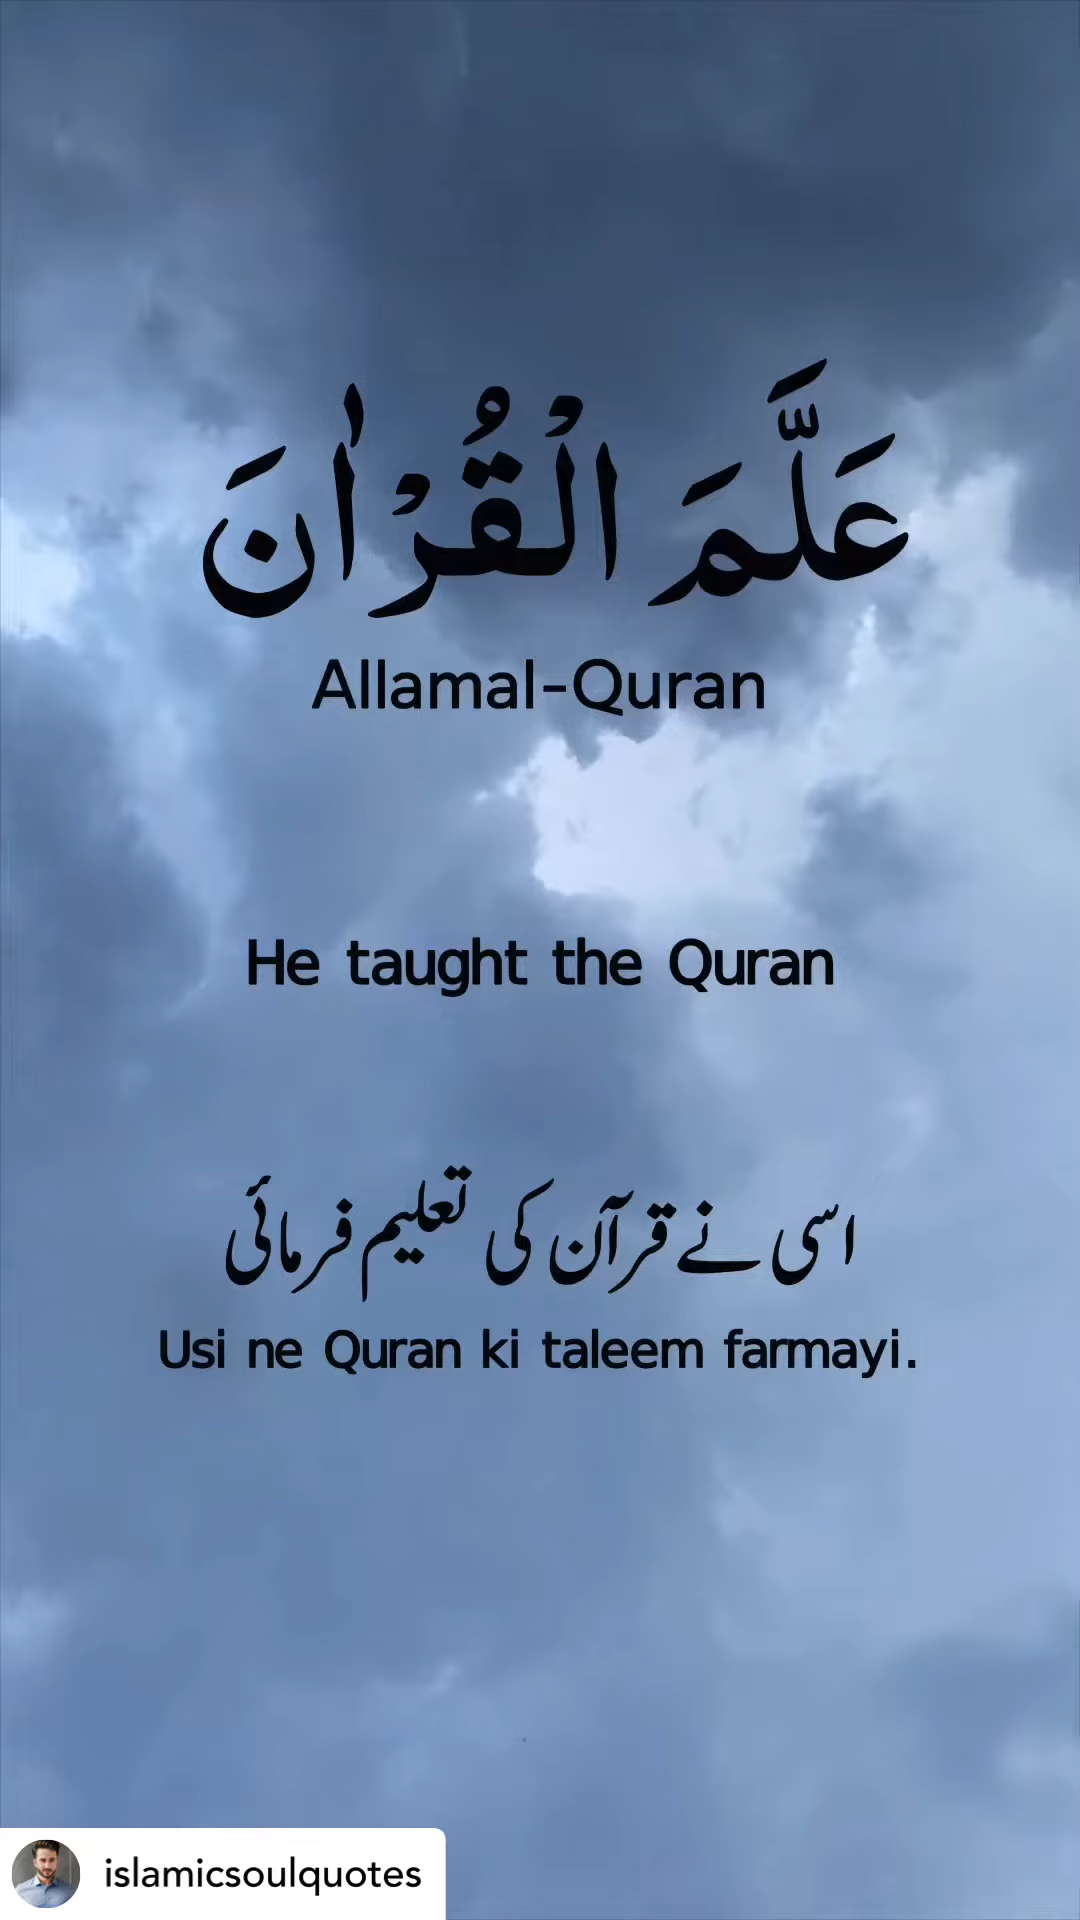 عَلَّمَ الْقُرْاٰنَ
Allamal-Quran
He taught the Quran
اسی نے قرآن کی تعلیم فرمائی
Usi ne Quran ki taleem farmayi.
islamicsoulquotes